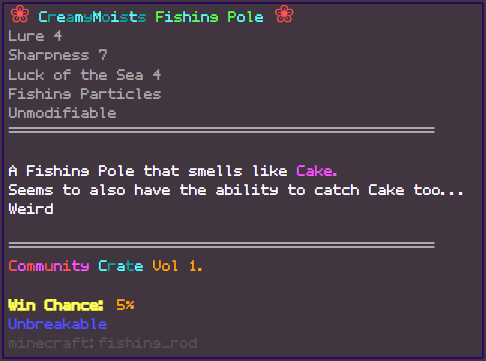 ❀ CreamyMoists Fishing Pole ❀
Lure 4
Sharpness 7
Luck of the Sea 4
Fishing Particles
Unmodifiable
A Fishing Pole that smells like Cake.
Seems to also have the ability to catch Cake too...
Weird
Community Crate Vol 1.
Win Chance: 5%
Unbreakable
minecraft:fishing_rod